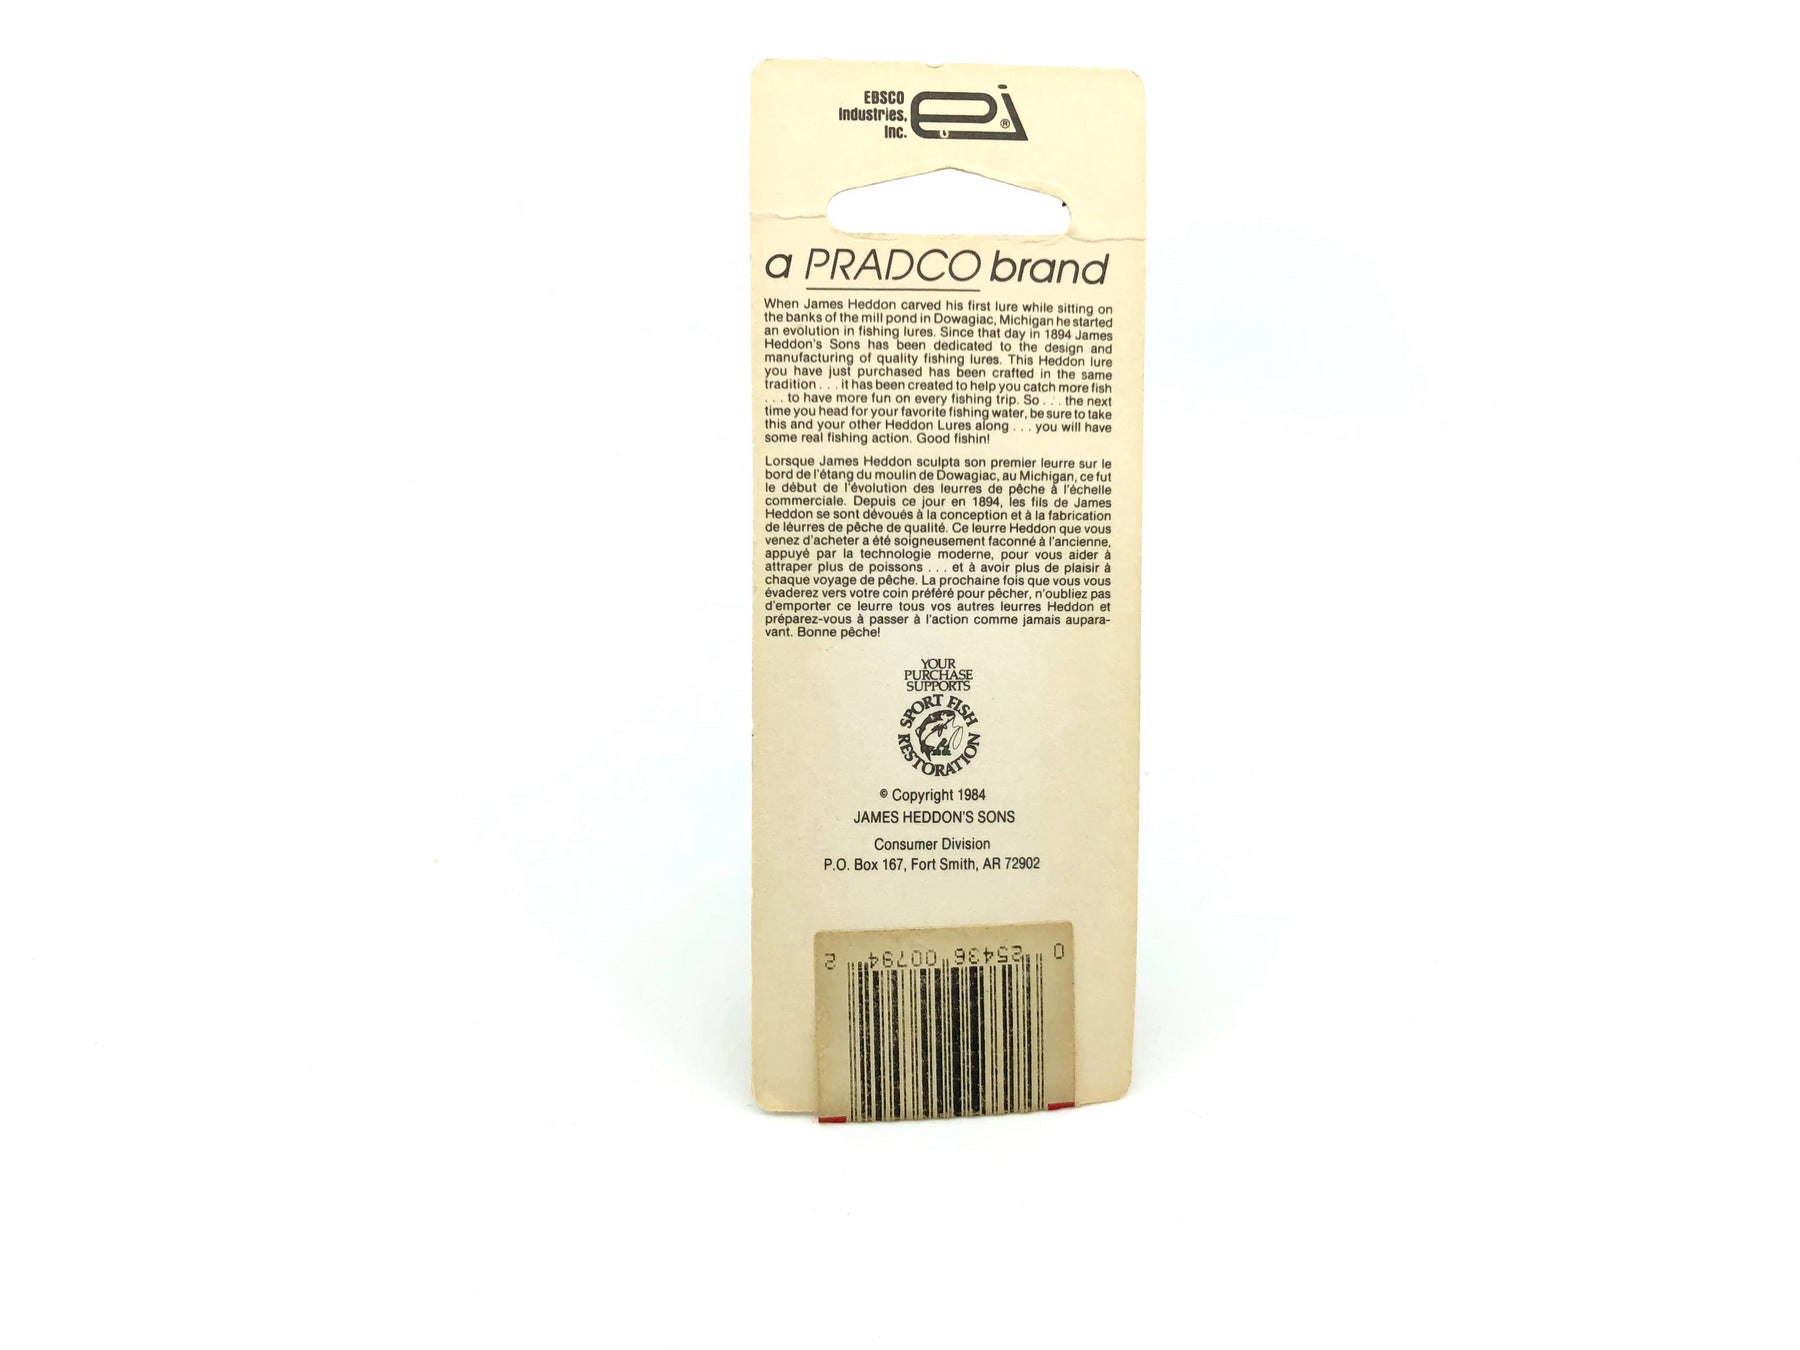 EBSCO
Industries,
Inc.
ei®
a PRADCO brand
When James Heddon carved his first lure while sitting on
the banks of the mill pond in Dowagiac, Michigan he started
an evolution in fishing lures. Since that day in 1894 James
Heddon's Sons has been dedicated to the design and
manufacturing of quality fishing lures. This Heddon lure
you have just purchased has been crafted in the same
tradition . . . it has been created to help you catch more fish
. . . to have more fun on every fishing trip. So . . . the next
time you head for your favorite fishing water, be sure to take
this and your other Heddon Lures along . . . you will have
some real fishing action. Good fishin!
Lorsque James Heddon sculpta son premier leurre sur le
bord de l'étang du moulin de Dowagiac, au Michigan, ce fut
le début de l'évolution des leurres de pêche à l'échelle
commerciale. Depuis ce jour en 1894, les fils de James
Heddon se sont dévoués à la conception et à la fabrication
de léurres de pêche de qualité. Ce leurre Heddon que vous
venez d'acheter a été soigneusement faconné à l'ancienne,
appuyé par la technologie moderne, pour vous aider à
attraper plus de poissons . . . et à avoir plus de plaisir à
chaque voyage de pêche. La prochaine fois que vous vous
évaderez vers votre coin préféré pour pêcher, n'oubliez pas
d'emporter ce leurre tous vos autres leurres Heddon et
préparez-vous à passer à l'action comme jamais aupara-
vant. Bonne pêche!
YOUR
PURCHASE
SUPPORTS
SPORT FISH
RESTORATION
© Copyright 1984
JAMES HEDDON'S SONS
Consumer Division
P.O. Box 167, Fort Smith, AR 72902
0 25436 00794 2